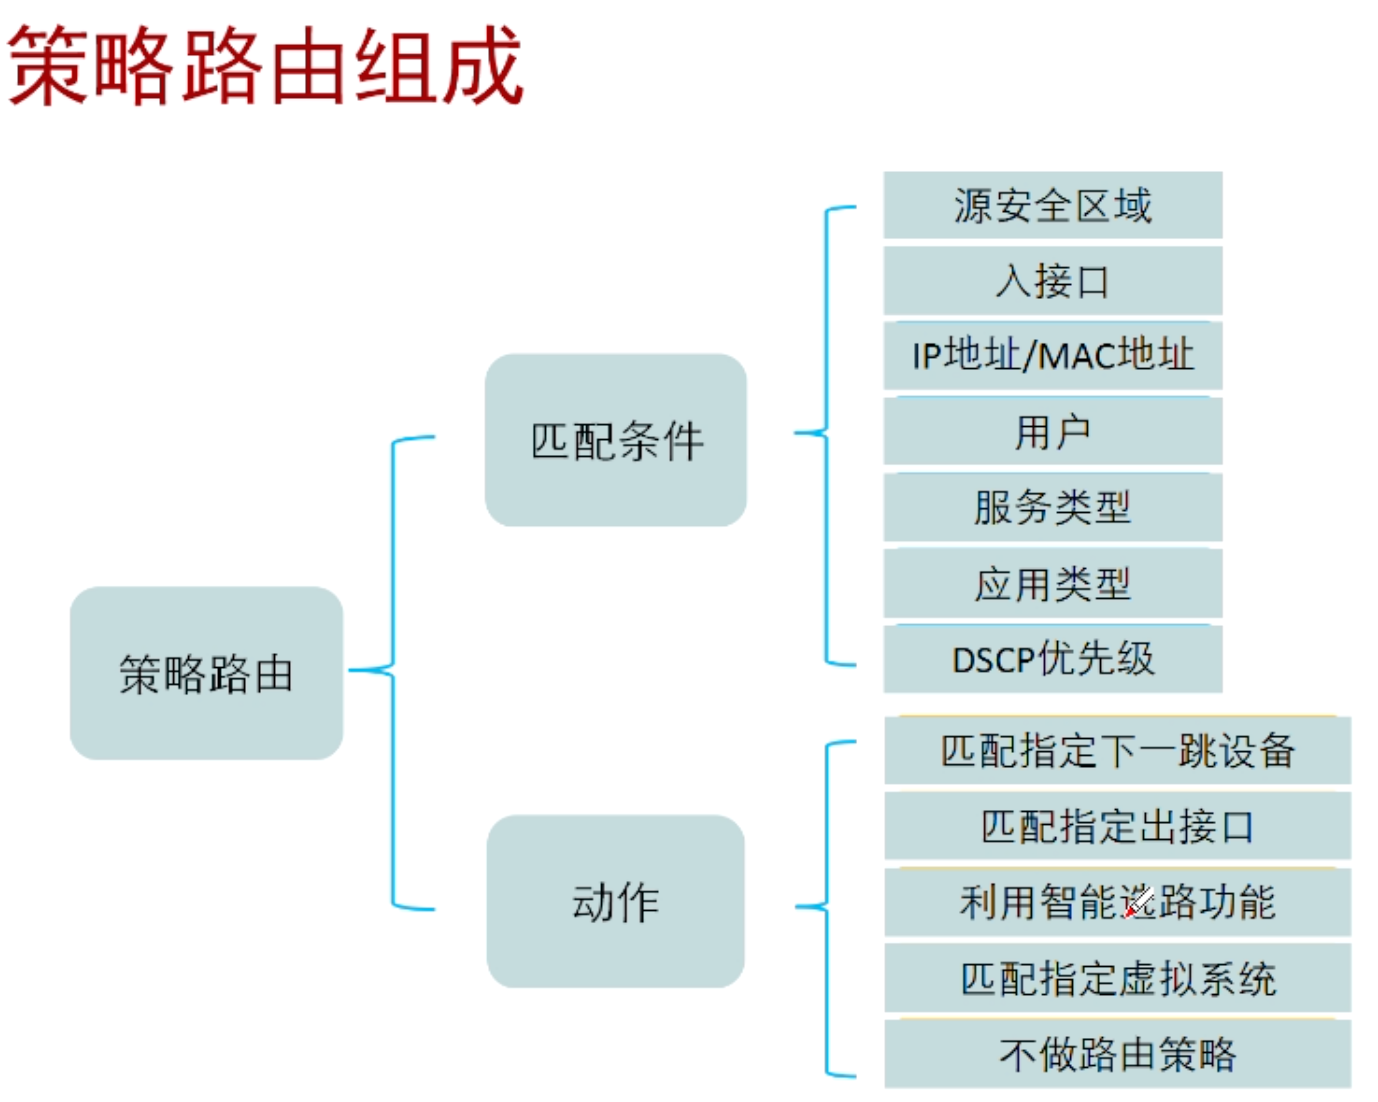 策略路由组成
策略路由
匹配条件
源安全区域
入接口
IP地址/MAC地址
用户
服务类型
应用类型
DSCP优先级
动作
匹配指定下一跳设备
匹配指定出接口
利用智能选路功能
匹配指定虚拟系统
不做路由策略